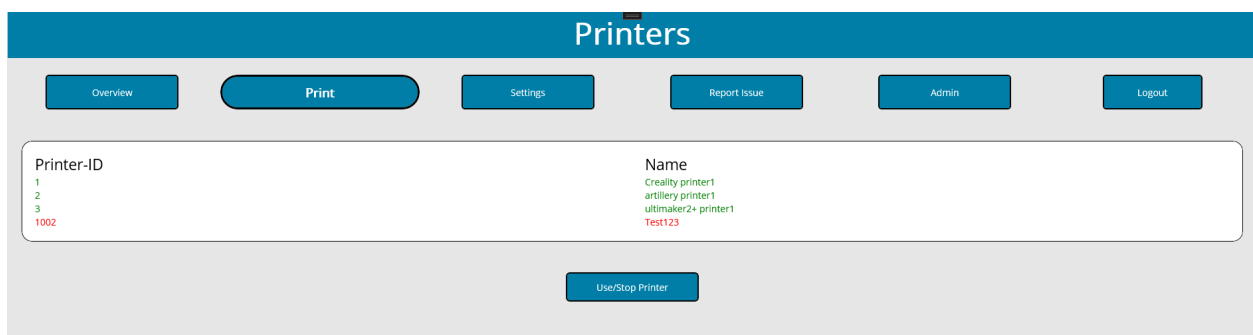 Printers
Overview Print Settings Report Issue Admin Logout
Printer-ID Name
1 Creality printer1
2 artillery printer1
3 ultimaker2+ printer1
1002 Test123
Use/Stop Printer